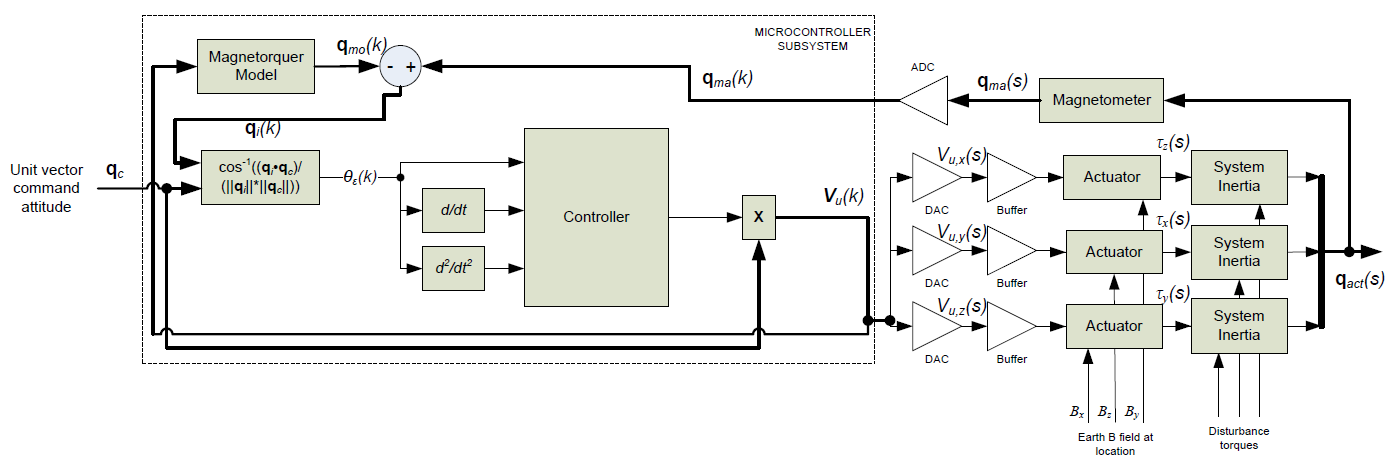 MICROCONTROLLER
SUBSYSTEM
Magnetorquer
Model
qmo(k)
- +
qma(k)
ADC
qma(s)
Magnetometer
qi(k)
Unit vector
command
attitude
qc
cos-1((qi•qc)/
(||qi||*||qc||))
θε(k)
d/dt
d2/dt2
Controller
X
Vu(k)
Vu,x(s)
DAC
Buffer
Actuator
τz(s)
System
Inertia
Vu,y(s)
DAC
Buffer
Actuator
τx(s)
System
Inertia
Vu,z(s)
DAC
Buffer
Actuator
τy(s)
System
Inertia
qact(s)
Bx Bz By
Earth B field at
location
Disturbance
torques